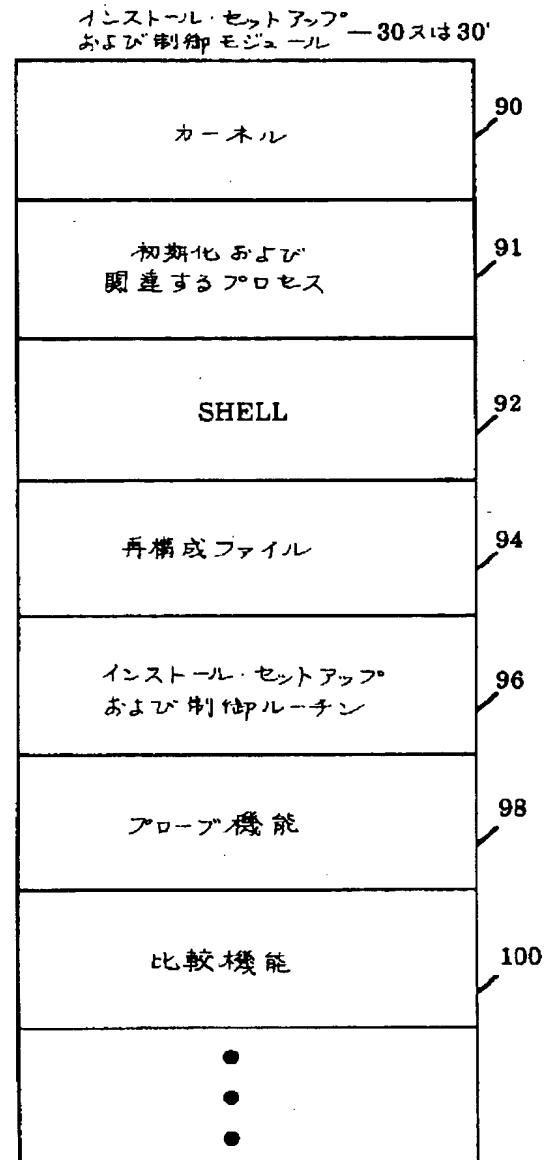 インストール・セットアップ
および制御モジュール — 30又は30'
カーネル
90
初期化および
関連するプロセス
91
SHELL
92
再構成ファイル
94
インストール・セットアップ
および制御ルーチン
96
プローブ機能
98
比較機能
100